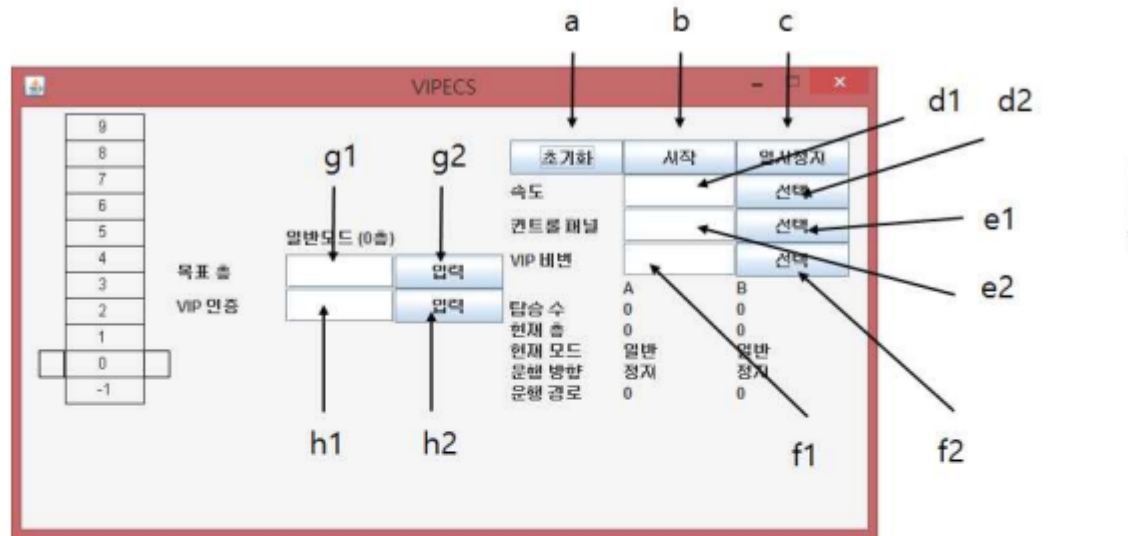 a b c
VIPECS
d1 d2
9
8
7
6
5
4
3
2
1
0
-1
g1 g2
초기화 시작 일시정지
속도 선택
컨트롤 패널 선택
VIP 비번 선택
e1
e2
일반모드 (0층)
목표 층 입력
VIP 인증 입력
A B
탑승 수 0 0
현재 층 0 0
현재 모드 일반 일반
운행 방향 정지 정지
운행 경로 0 0
h1 h2
f1 f2